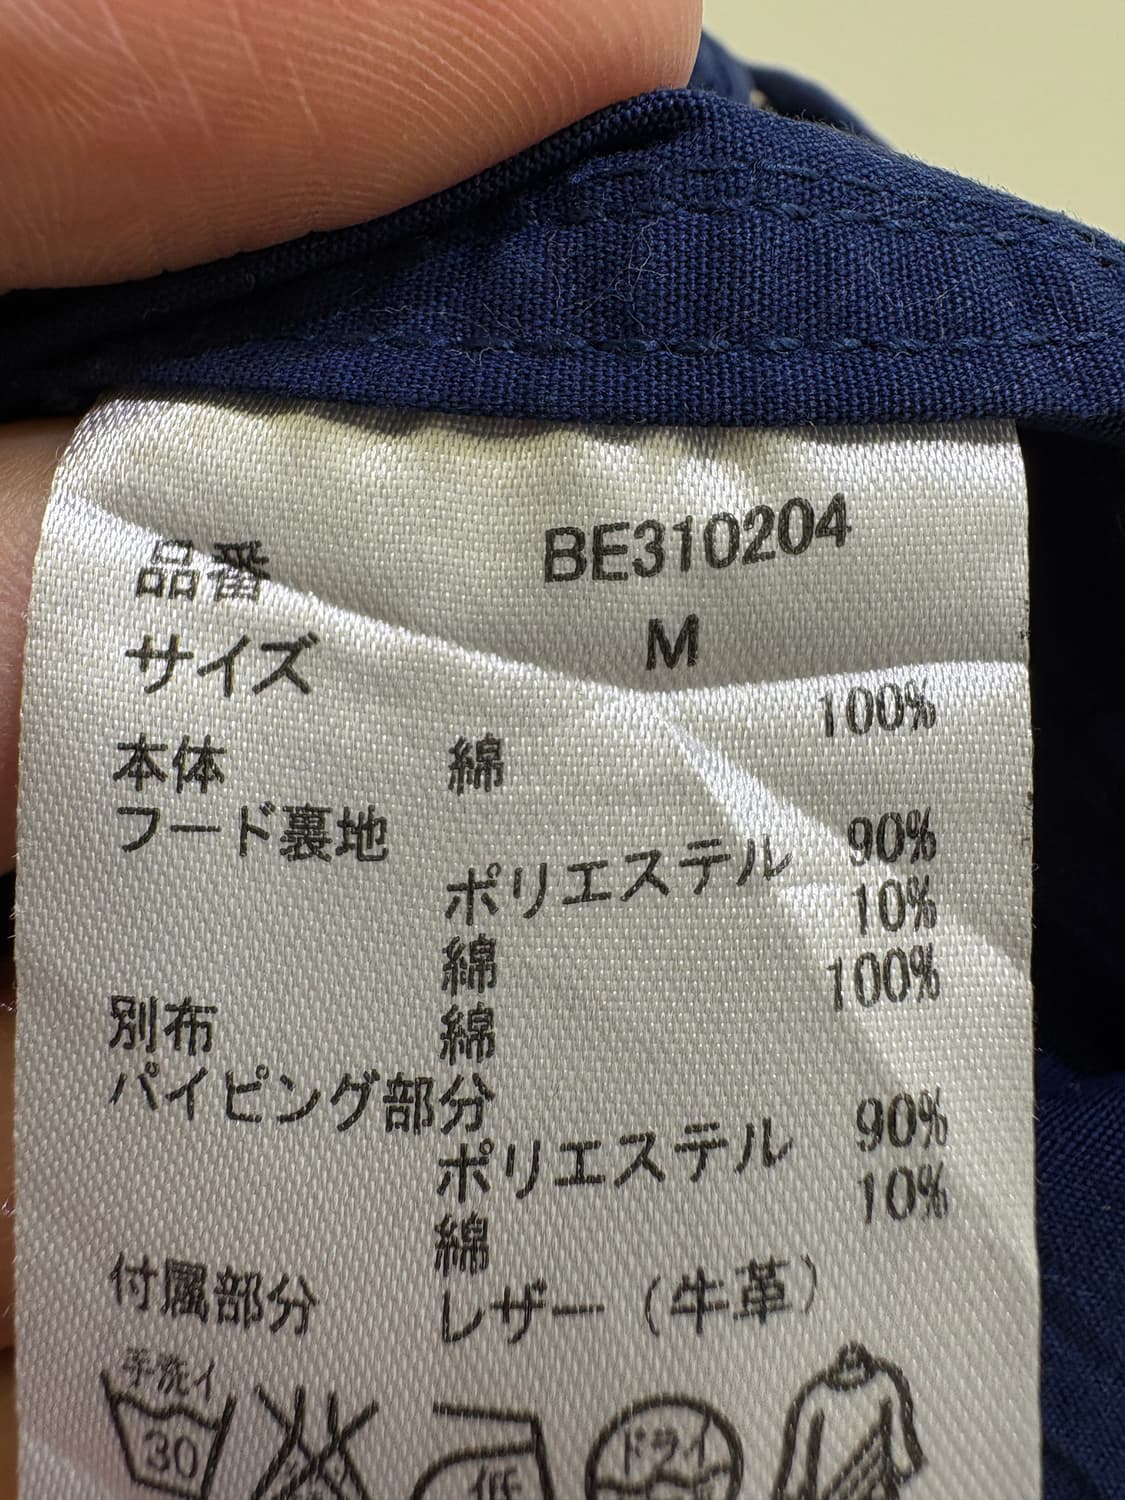 品番 BE310204
サイズ M
本体 綿 100%
フード裏地
ポリエステル 90%
綿 10%
別布 綿 100%
パイピング部分
ポリエステル 90%
綿 10%
付属部分 レザー（牛革）
手洗イ 30 低 ドライ